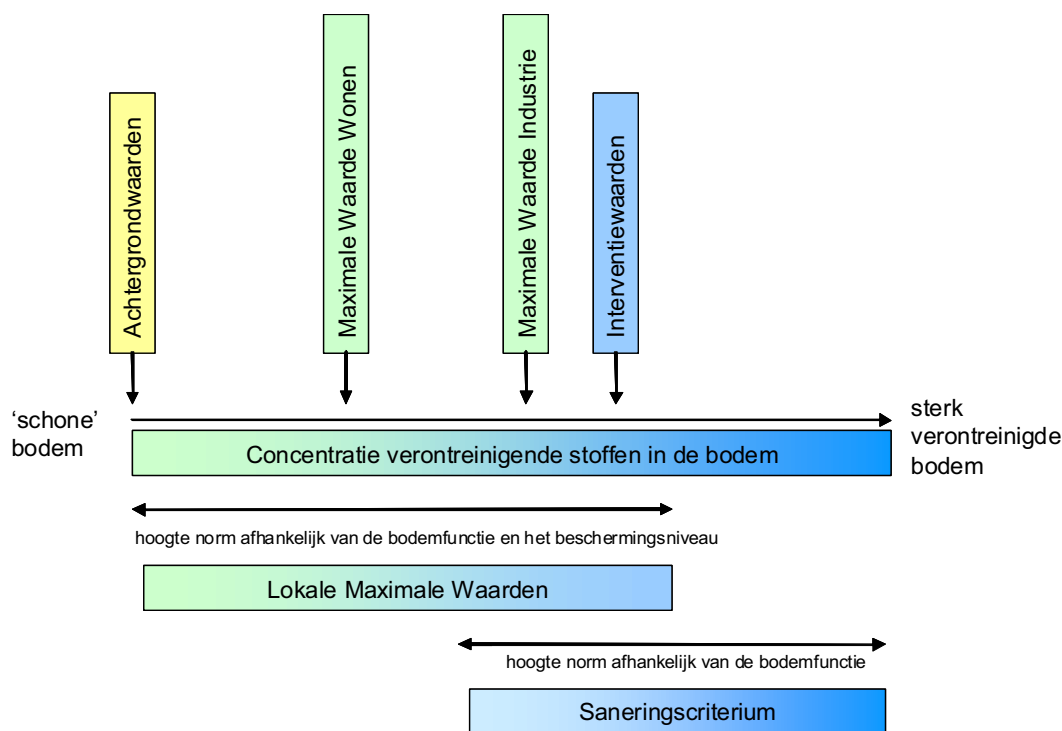 Achtergrondwaarden
Maximale Waarde Wonen
Maximale Waarde Industrie
Interventiewaarden
‘schone’
bodem
sterk
verontreinigde
bodem
Concentratie verontreinigende stoffen in de bodem
hoogte norm afhankelijk van de bodemfunctie en het beschermingsniveau
Lokale Maximale Waarden
hoogte norm afhankelijk van de bodemfunctie
Saneringscriterium